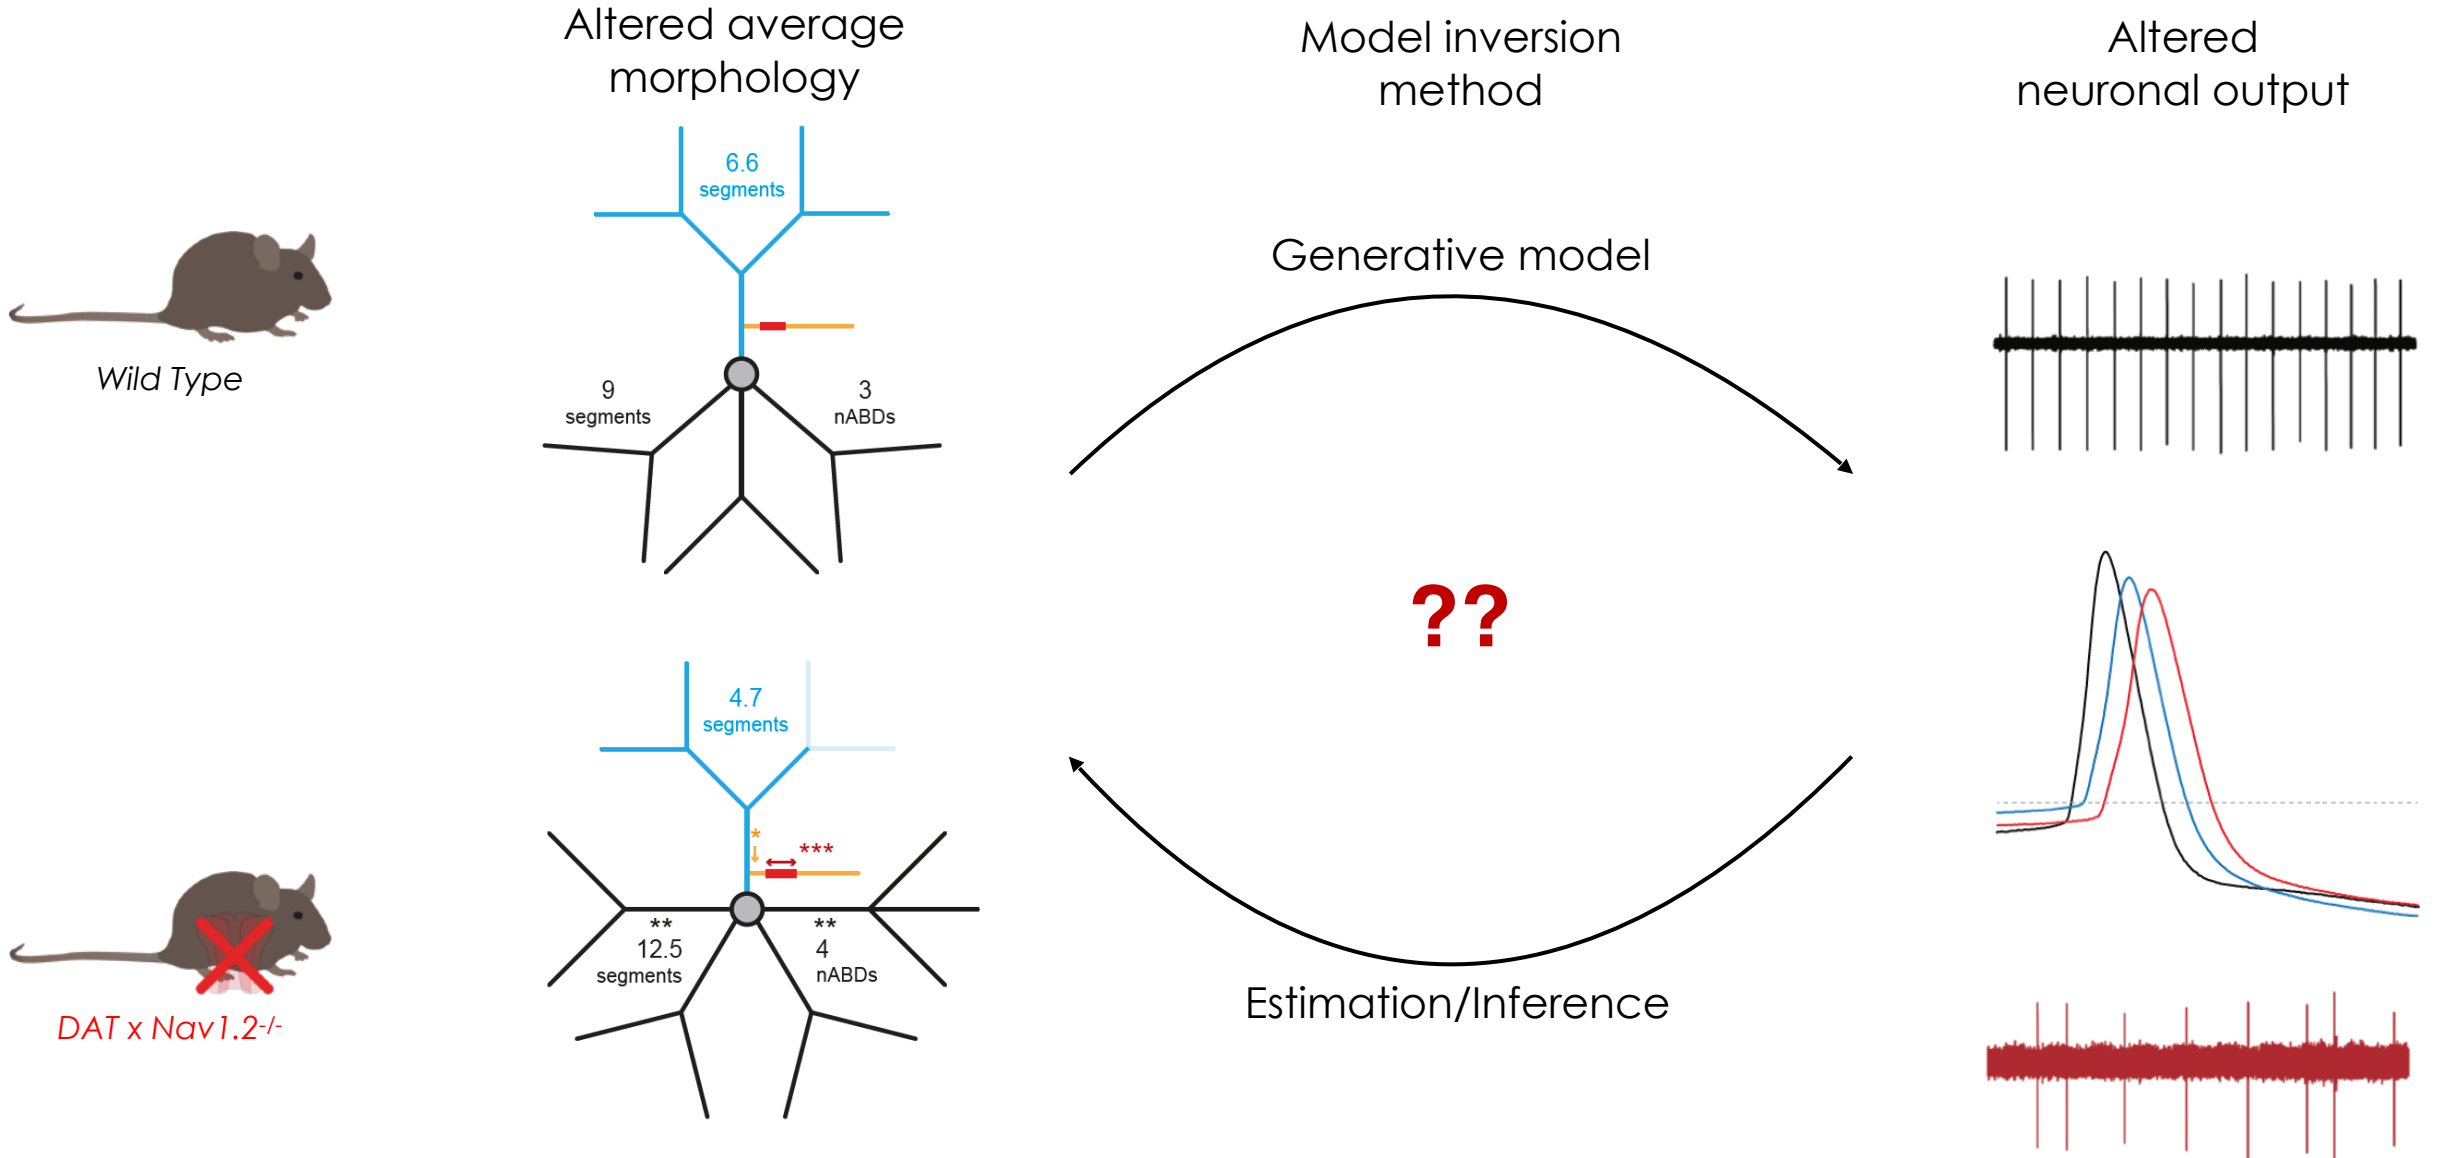 Altered average
morphology
Model inversion
method
Altered
neuronal output
6.6
segments
Generative model
Wild Type
9
segments
3
nABDs
??
4.7
segments
*
***
**
12.5
segments
**
4
nABDs
DAT x Nav1.2-/-
Estimation/Inference